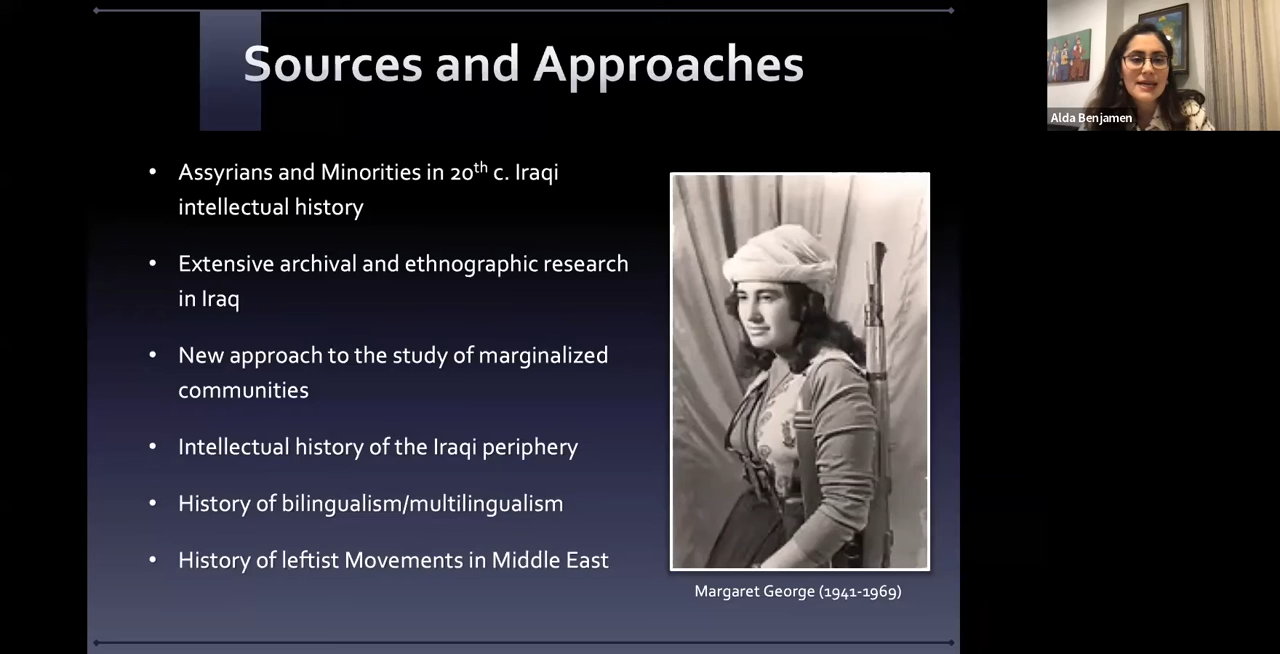 Sources and Approaches
Alda Benjamen
• Assyrians and Minorities in 20th c. Iraqi
intellectual history
• Extensive archival and ethnographic research
in Iraq
• New approach to the study of marginalized
communities
• Intellectual history of the Iraqi periphery
• History of bilingualism/multilingualism
• History of leftist Movements in Middle East
Margaret George (1941-1969)